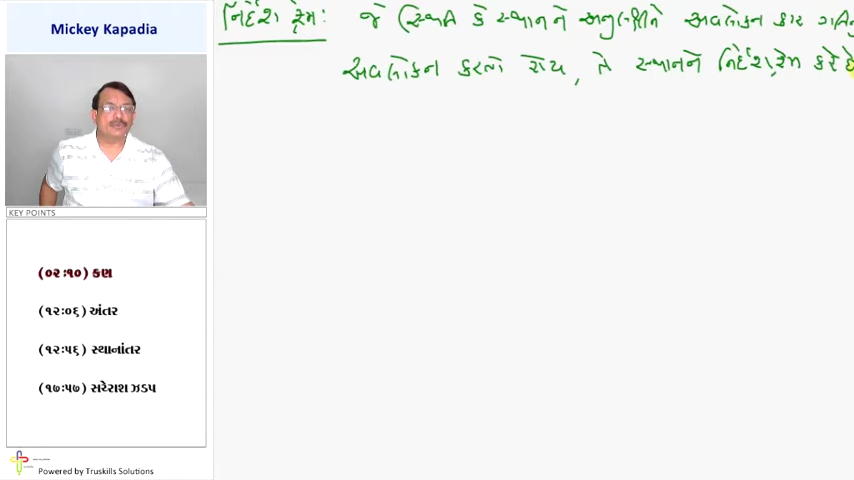 Mickey Kapadia
KEY POINTS
(૦૨:૧૦) કણ
(૧૨:૦૬) અંતર
(૧૨:૫૬) સ્થાનાંતર
(૧૭:૫૭) સરેરાશ ઝડપ
Powered by Truskills Solutions
નિર્દેશ ફ્રેમ: જે સ્થિતિ કે સ્થાનને અનુલક્ષીને અવલોકન કાર
અવલોકન કરતો હોય, તે સ્થાનને નિર્દેશફ્રેમ કહે છે